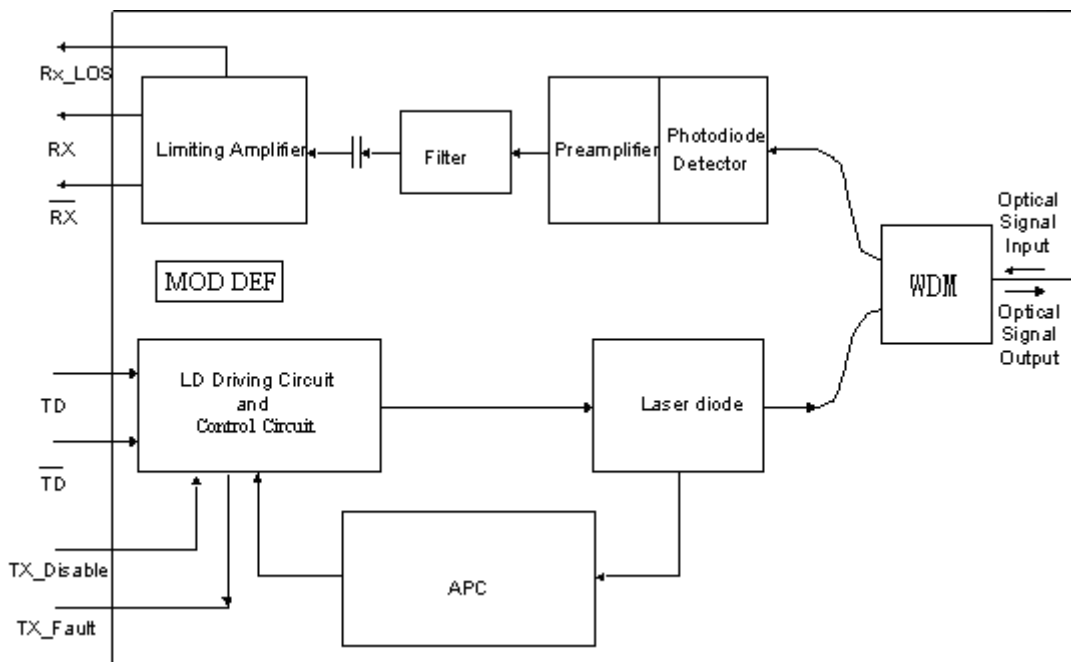 Rx_LOS
RX
RX
Limiting Amplifier
Filter
Preamplifier
Photodiode
Detector
Optical
Signal
Input
WDM
Optical
Signal
Output
MOD DEF
TD
TD
LD Driving Circuit
and
Control Circuit
Laser diode
TX_Disable
TX_Fault
APC